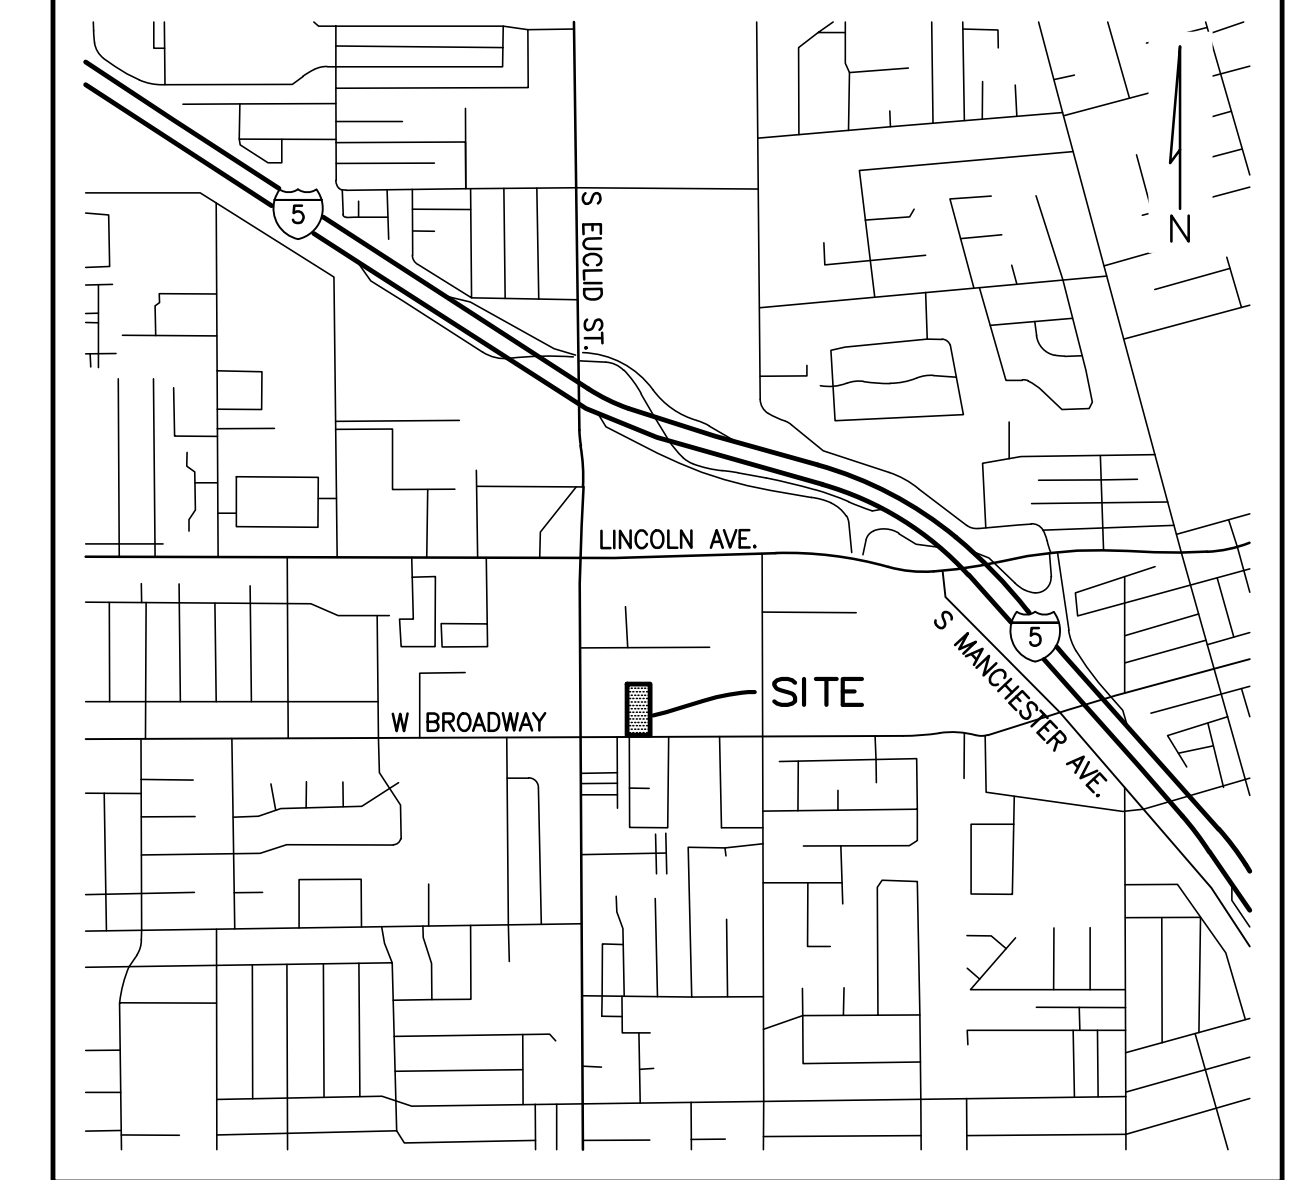 5
N
S EUCLID ST.
LINCOLN AVE.
5
S MANCHESTER AVE.
SITE
W BROADWAY